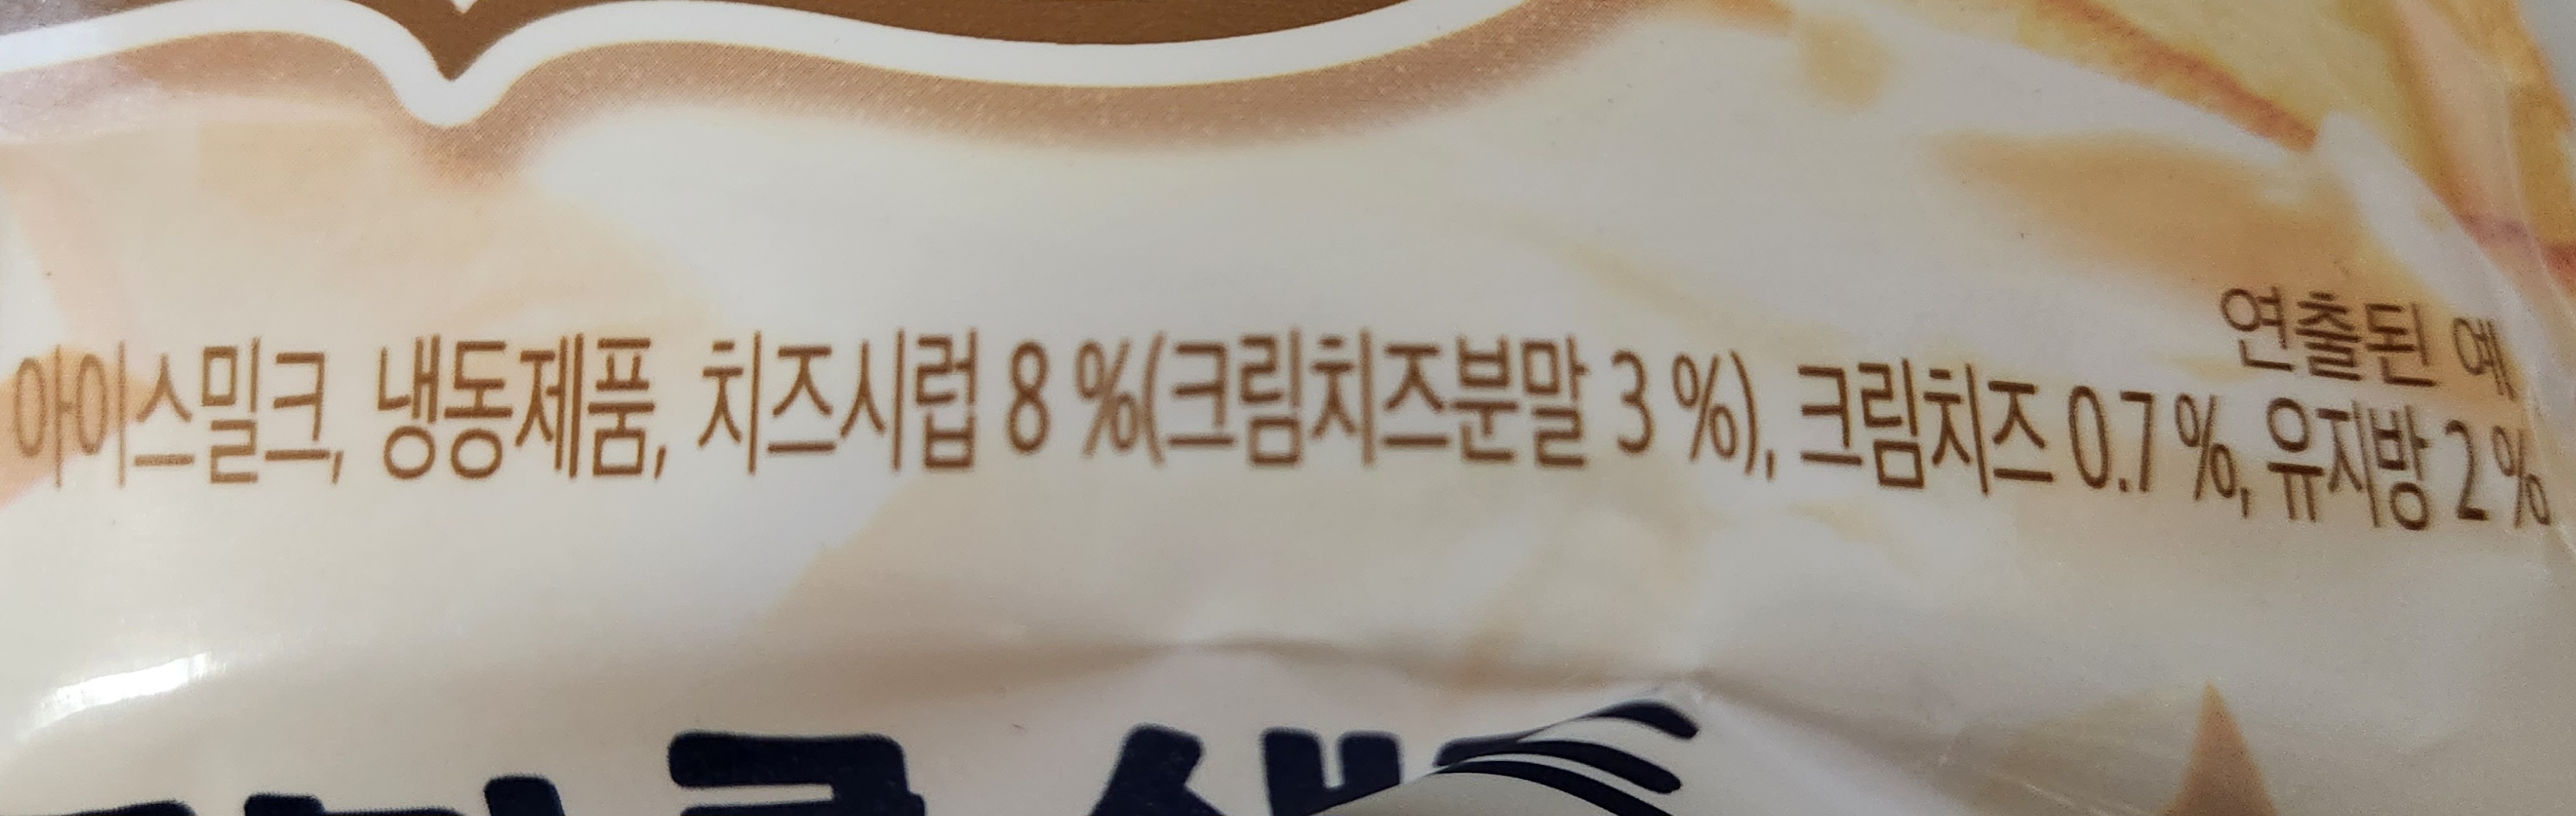 연출된 예
아이스밀크, 냉동제품, 치즈시럽 8 %(크림치즈분말 3 %), 크림치즈 0.7 %, 유지방 2 %